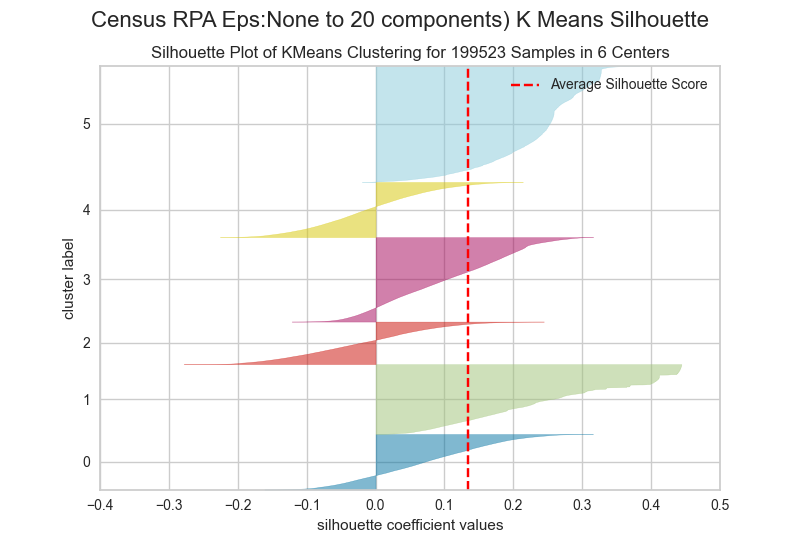 Census RPA Eps:None to 20 components) K Means Silhouette
Silhouette Plot of KMeans Clustering for 199523 Samples in 6 Centers
Average Silhouette Score
cluster label
5
4
3
2
1
0
−0.4 −0.3 −0.2 −0.1 0.0 0.1 0.2 0.3 0.4 0.5
silhouette coefficient values